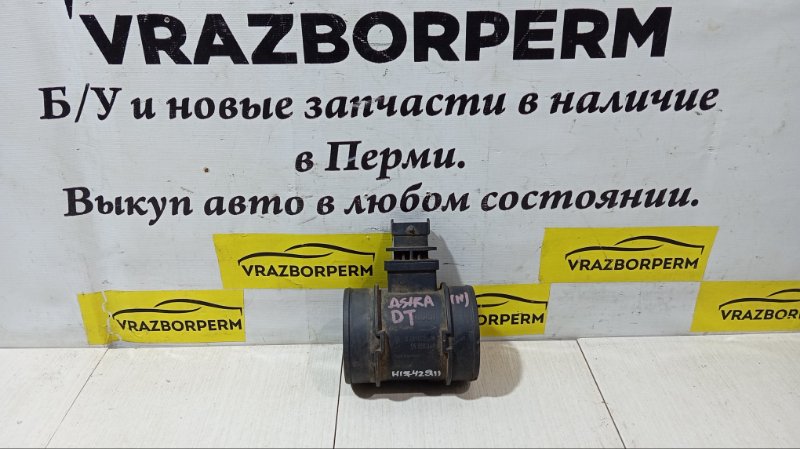 VRAZBORPERM
Б/У и новые запчасти в наличие
в Перми.
Выкуп авто в любом состоянии.
VRAZBORPERM
VRAZBORPERM
VRAZBORPERM
VRAZBORPERM
VRAZBORPERM
ASTRA (H)
DT